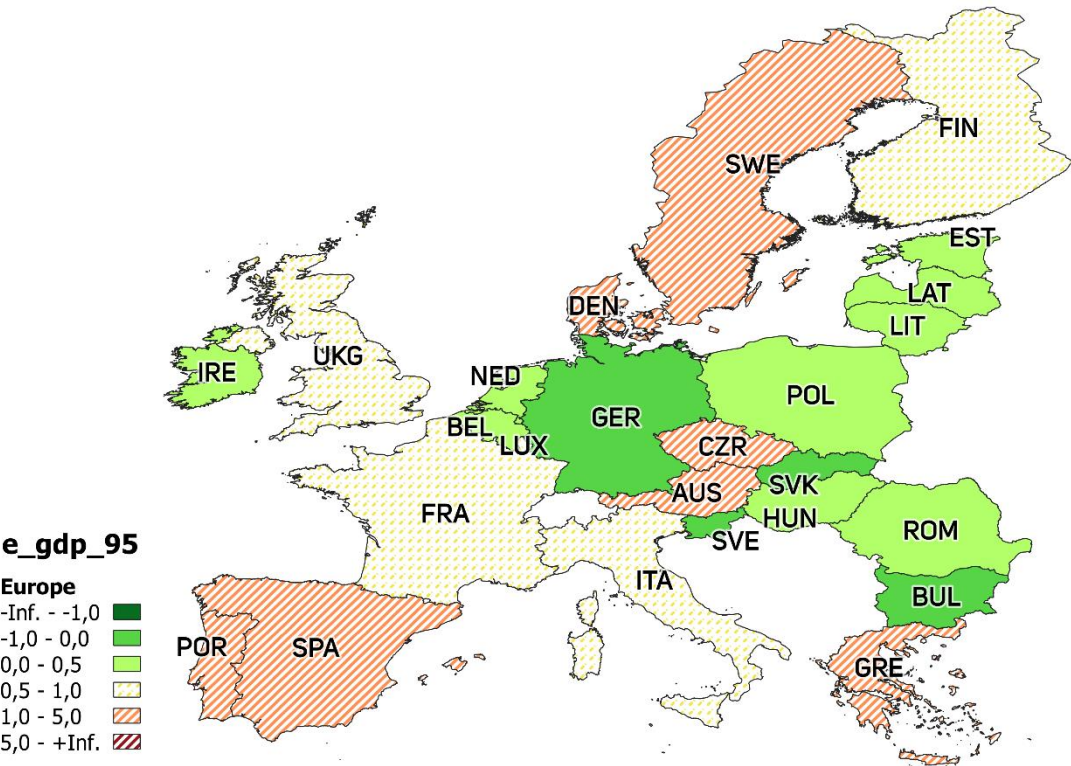 FIN
SWE
EST
DEN
LAT
LIT
UKG
IRE
NED
POL
GER
BEL
LUX
CZR
SVK
AUS
FRA
HUN
ROM
SVE
e_gdp_95
ITA
Europe
BUL
-Inf. - -1,0
-1,0 - 0,0
POR
SPA
0,0 - 0,5
GRE
0,5 - 1,0
1,0 - 5,0
5,0 - +Inf.